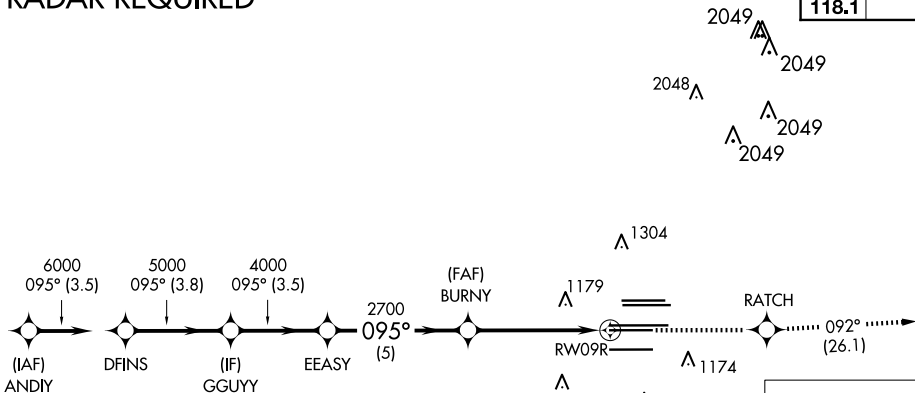 RADAR REQUIRED
118.1
2049
2049
2048
2049
2049
1304
6000
095° (3.5)
5000
095° (3.8)
4000
095° (3.5)
2700
095°
(5)
(FAF)
BURNY
1179
RATCH
092°
(26.1)
(IAF)
ANDIY
DFINS
(IF)
GGUYY
EEASY
RW09R
1174